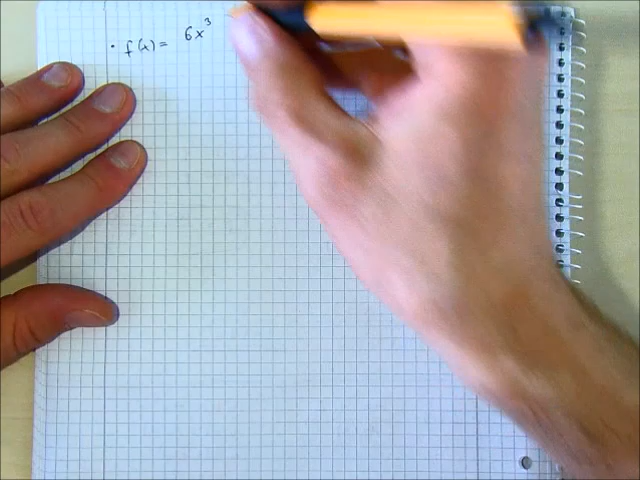 · f(x) = 6x³